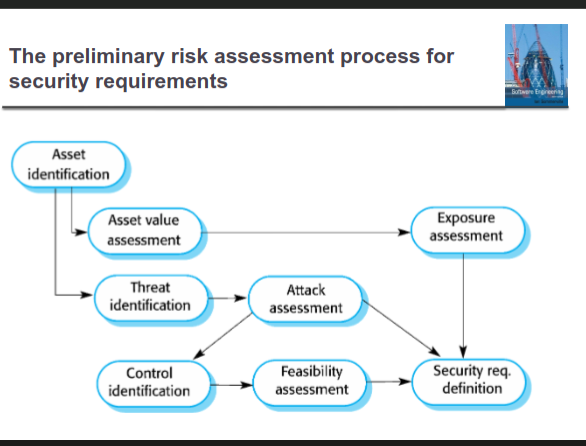 The preliminary risk assessment process for
security requirements
Software Engineering
Asset
identification
Asset value
assessment
Exposure
assessment
Threat
identification
Attack
assessment
Control
identification
Feasibility
assessment
Security req.
definition